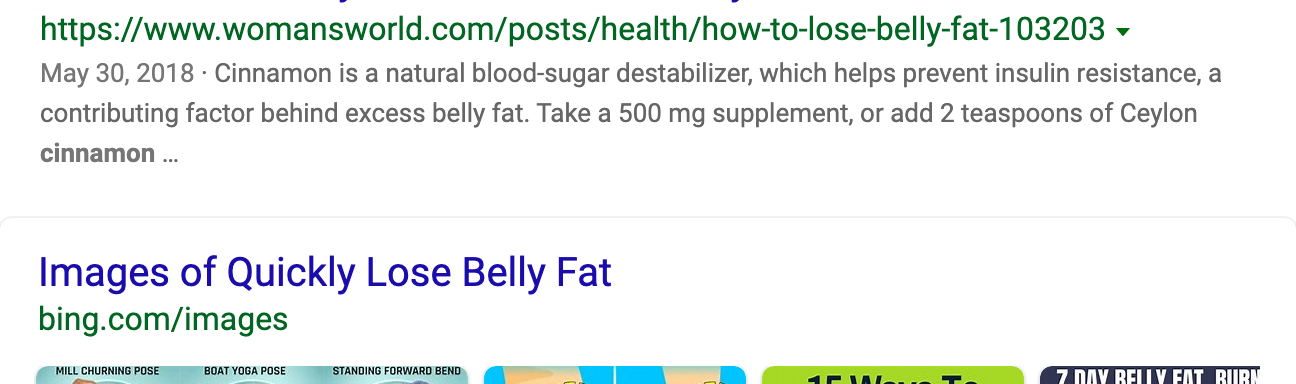 https://www.womansworld.com/posts/health/how-to-lose-belly-fat-103203
May 30, 2018 · Cinnamon is a natural blood-sugar destabilizer, which helps prevent insulin resistance, a
contributing factor behind excess belly fat. Take a 500 mg supplement, or add 2 teaspoons of Ceylon
cinnamon ...
Images of Quickly Lose Belly Fat
bing.com/images
MILL CHURNING POSE BOAT YOGA POSE STANDING FORWARD BEND
15 Ways To
7 DAY BELLY FAT BURN